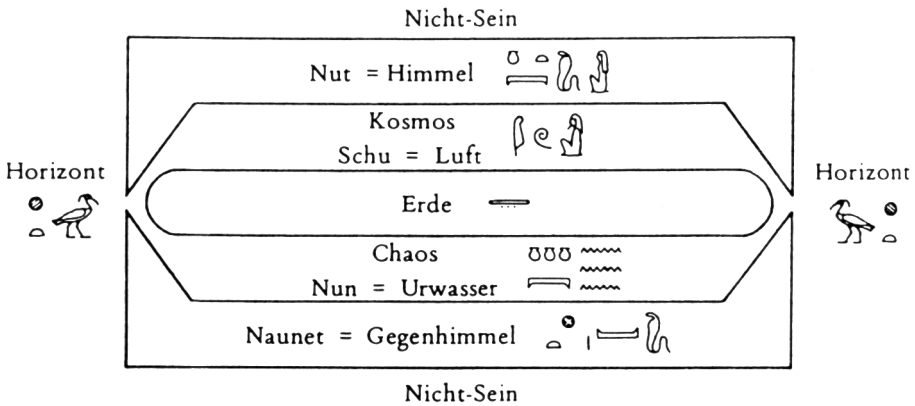 Nicht-Sein
Nut = Himmel
Kosmos
Schu = Luft
Horizont
Horizont
Erde
Chaos
Nun = Urwasser
Naunet = Gegenhimmel
Nicht-Sein